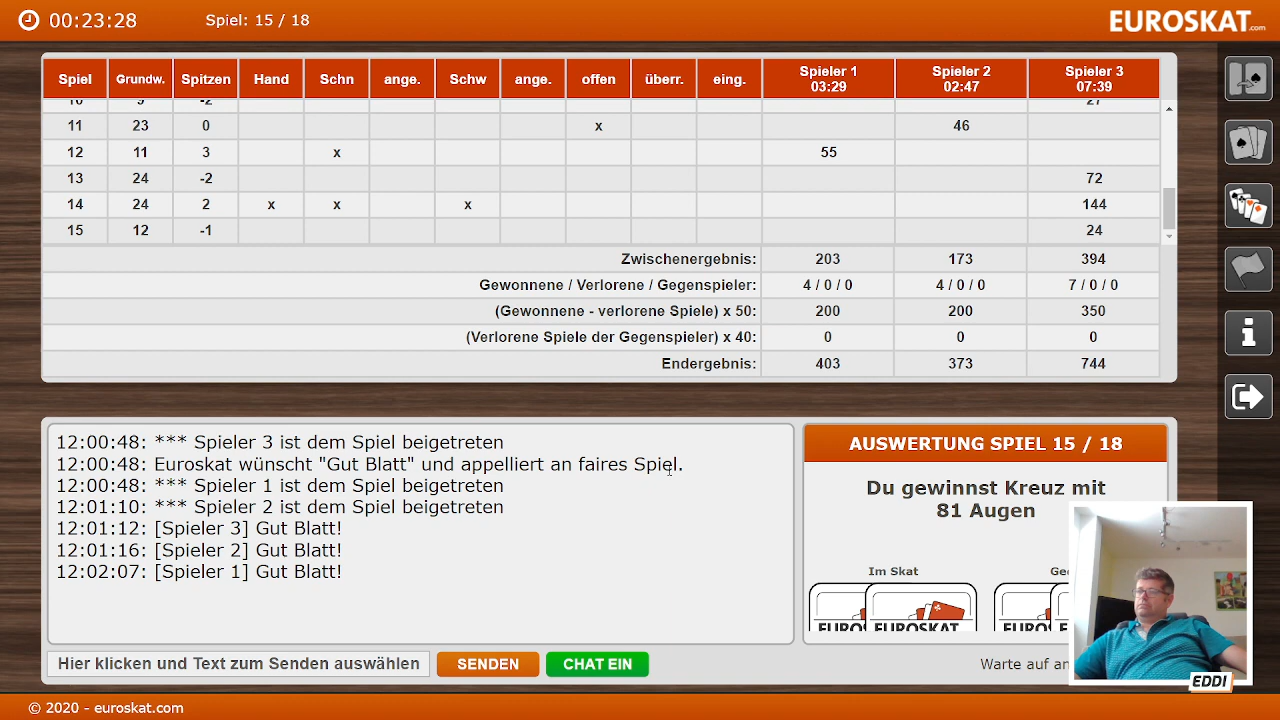 00:23:28 Spiel: 15 / 18 EUROSKAT.com
Spiel Grundw. Spitzen Hand Schn ange. Schw ange. offen überr. eing. Spieler 1 03:29 Spieler 2 02:47 Spieler 3 07:39
10 9 -2 27
11 23 0 x 46
12 11 3 x 55
13 24 -2 72
14 24 2 x x x 144
15 12 -1 24
Zwischenergebnis: 203 173 394
Gewonnene / Verlorene / Gegenspieler: 4 / 0 / 0 4 / 0 / 0 7 / 0 / 0
(Gewonnene - verlorene Spiele) x 50: 200 200 350
(Verlorene Spiele der Gegenspieler) x 40: 0 0 0
Endergebnis: 403 373 744
12:00:48: *** Spieler 3 ist dem Spiel beigetreten
12:00:48: Euroskat wünscht "Gut Blatt" und appelliert an faires Spiel.
12:00:48: *** Spieler 1 ist dem Spiel beigetreten
12:01:10: *** Spieler 2 ist dem Spiel beigetreten
12:01:12: [Spieler 3] Gut Blatt!
12:01:16: [Spieler 2] Gut Blatt!
12:02:07: [Spieler 1] Gut Blatt!
Hier klicken und Text zum Senden auswählen SENDEN CHAT EIN
AUSWERTUNG SPIEL 15 / 18
Du gewinnst Kreuz mit
81 Augen
Im Skat
EUROSKAT
Warte auf
EDDI
© 2020 - euroskat.com